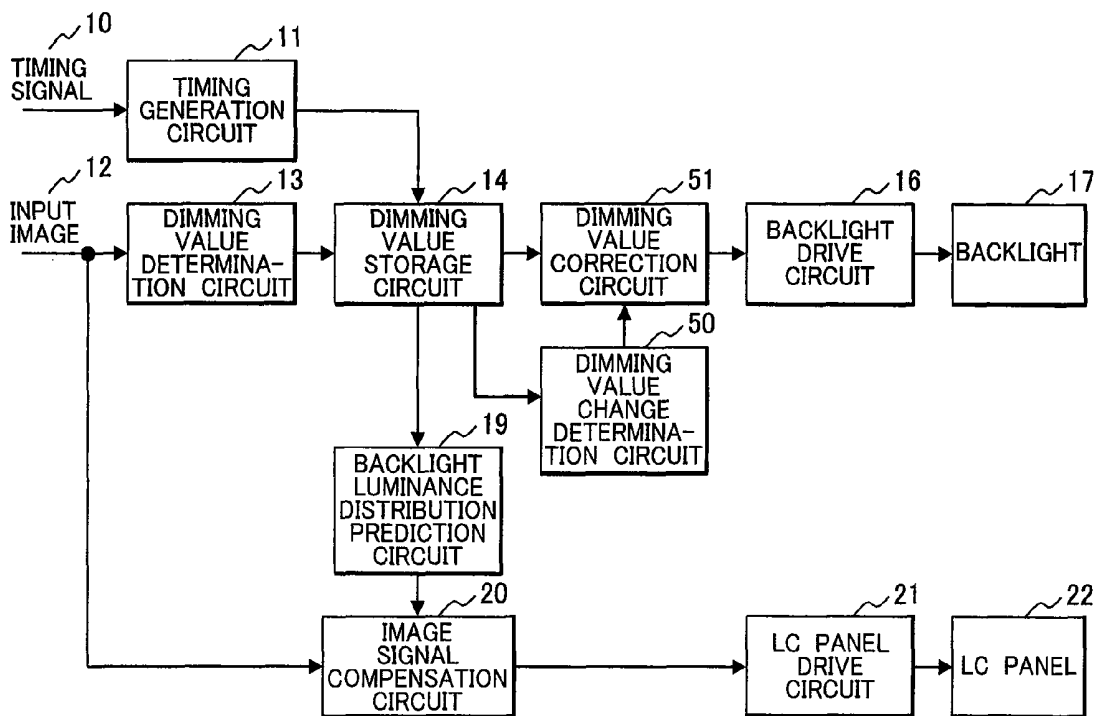 10
TIMING
SIGNAL
11
TIMING
GENERATION
CIRCUIT
12
INPUT
IMAGE
13
DIMMING
VALUE
DETERMINA-
TION CIRCUIT
14
DIMMING
VALUE
STORAGE
CIRCUIT
51
DIMMING
VALUE
CORRECTION
CIRCUIT
16
BACKLIGHT
DRIVE
CIRCUIT
17
BACKLIGHT
50
DIMMING
VALUE
CHANGE
DETERMINA-
TION CIRCUIT
19
BACKLIGHT
LUMINANCE
DISTRIBUTION
PREDICTION
CIRCUIT
20
IMAGE
SIGNAL
COMPENSATION
CIRCUIT
21
LC PANEL
DRIVE
CIRCUIT
22
LC PANEL